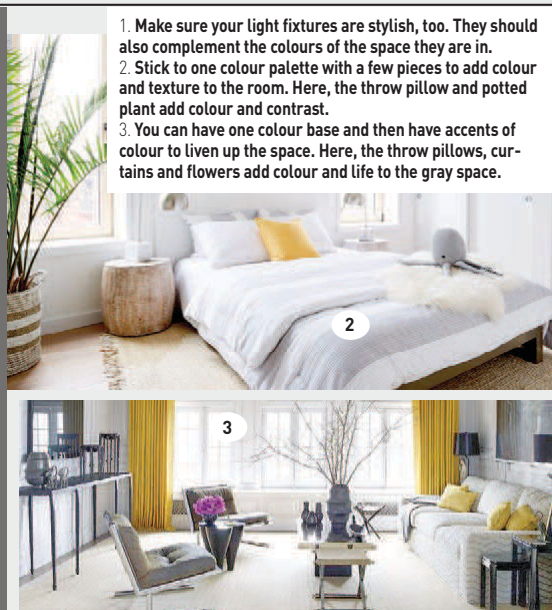 1. Make sure your light fixtures are stylish, too. They should
also complement the colours of the space they are in.
2. Stick to one colour palette with a few pieces to add colour
and texture to the room. Here, the throw pillow and potted
plant add colour and contrast.
3. You can have one colour base and then have accents of
colour to liven up the space. Here, the throw pillows, cur-
tains and flowers add colour and life to the gray space.
2
3